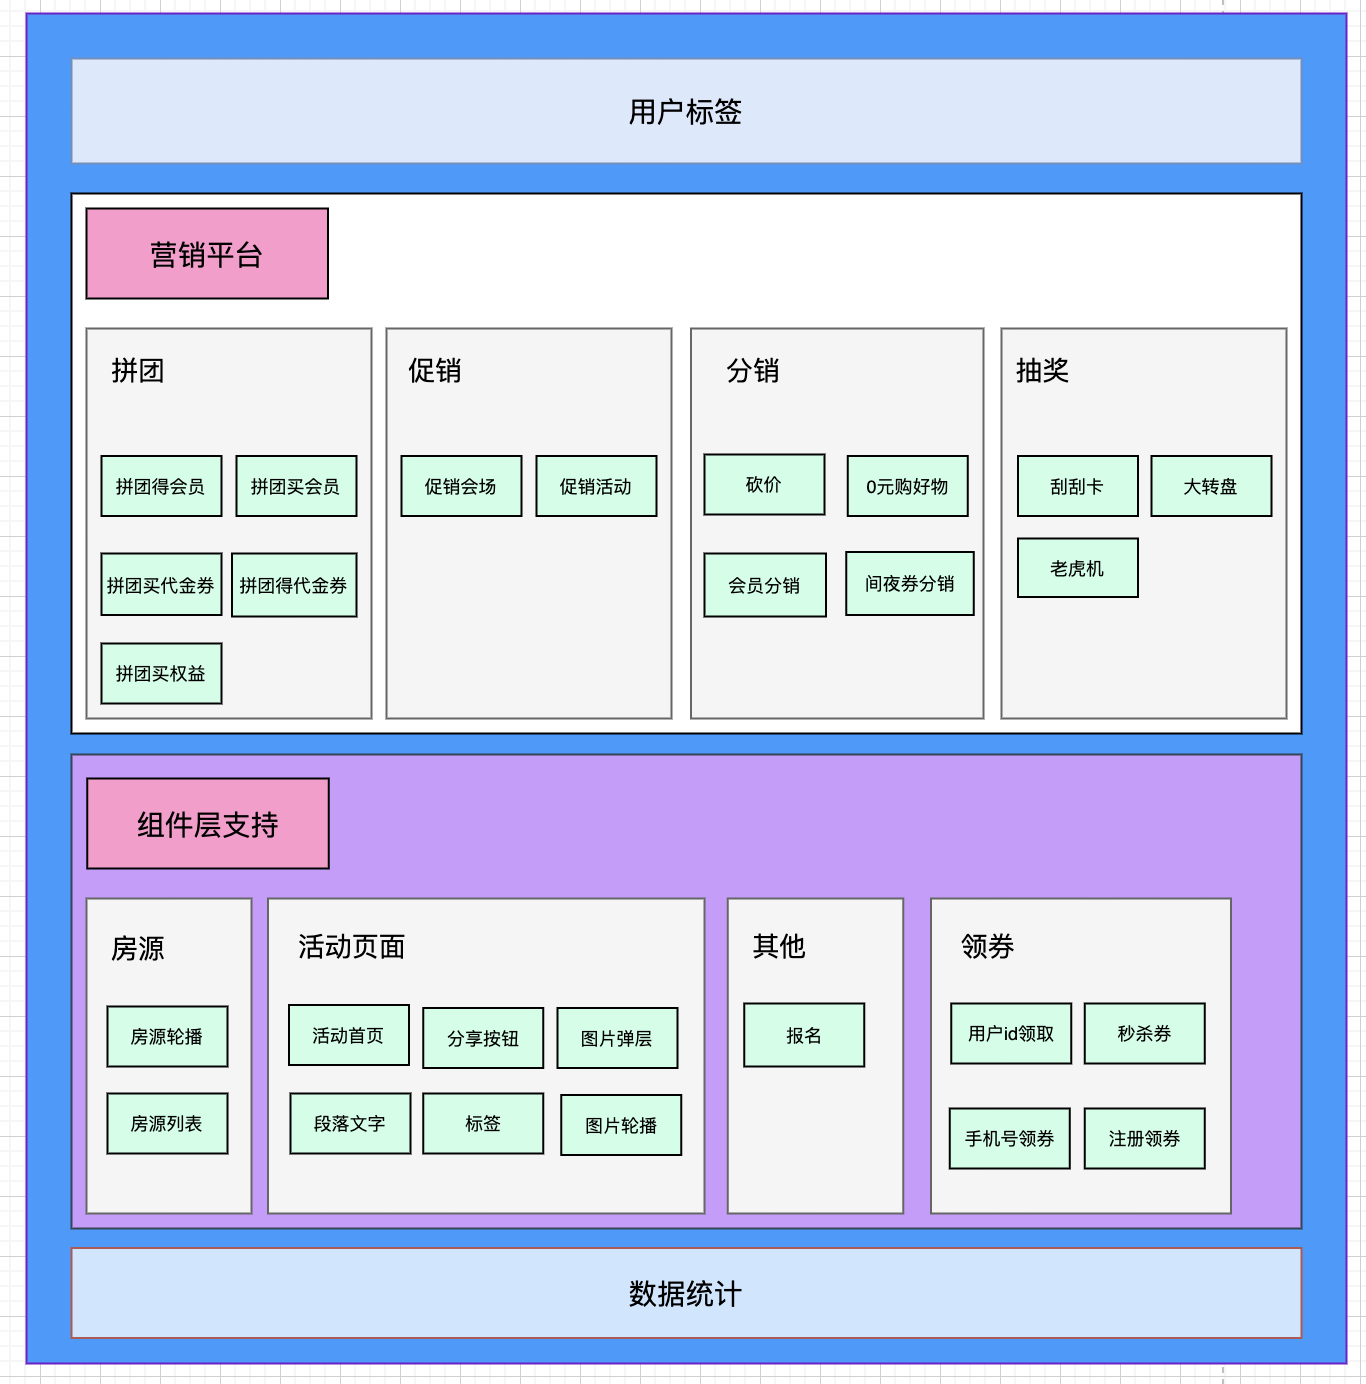 用户标签
营销平台
拼团
拼团得会员
拼团买会员
拼团买代金券
拼团得代金券
拼团买权益
促销
促销会场
促销活动
分销
砍价
0元购好物
会员分销
间夜券分销
抽奖
刮刮卡
大转盘
老虎机
组件层支持
房源
房源轮播
房源列表
活动页面
活动首页
分享按钮
图片弹层
段落文字
标签
图片轮播
其他
报名
领券
用户id领取
秒杀券
手机号领券
注册领券
数据统计